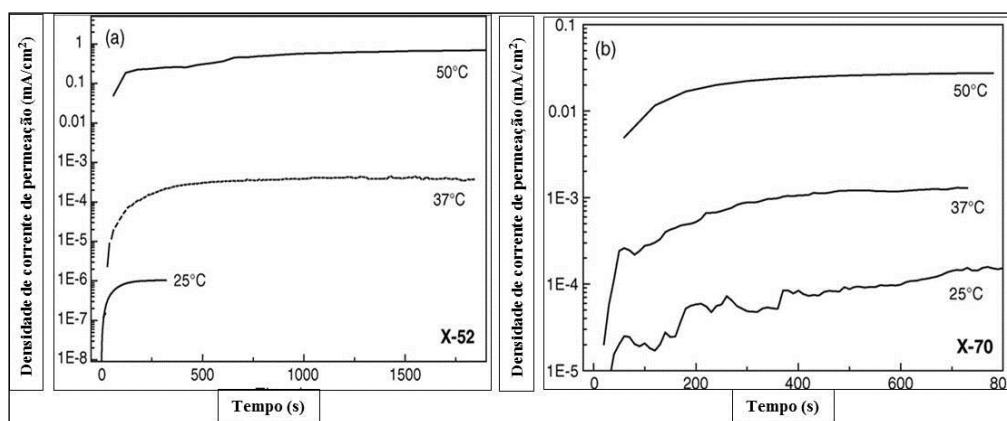 Densidade de corrente de permeação (mA/cm²)
(a)
1
0.1
0.01
1E-3
1E-4
1E-5
1E-6
1E-7
1E-8
50°C
37°C
25°C
X-52
0
500
1000
1500
Tempo (s)
Densidade de corrente de permeação (mA/cm²)
(b)
0.1
0.01
1E-3
1E-4
1E-5
50°C
37°C
25°C
X-70
0
200
400
600
80
Tempo (s)